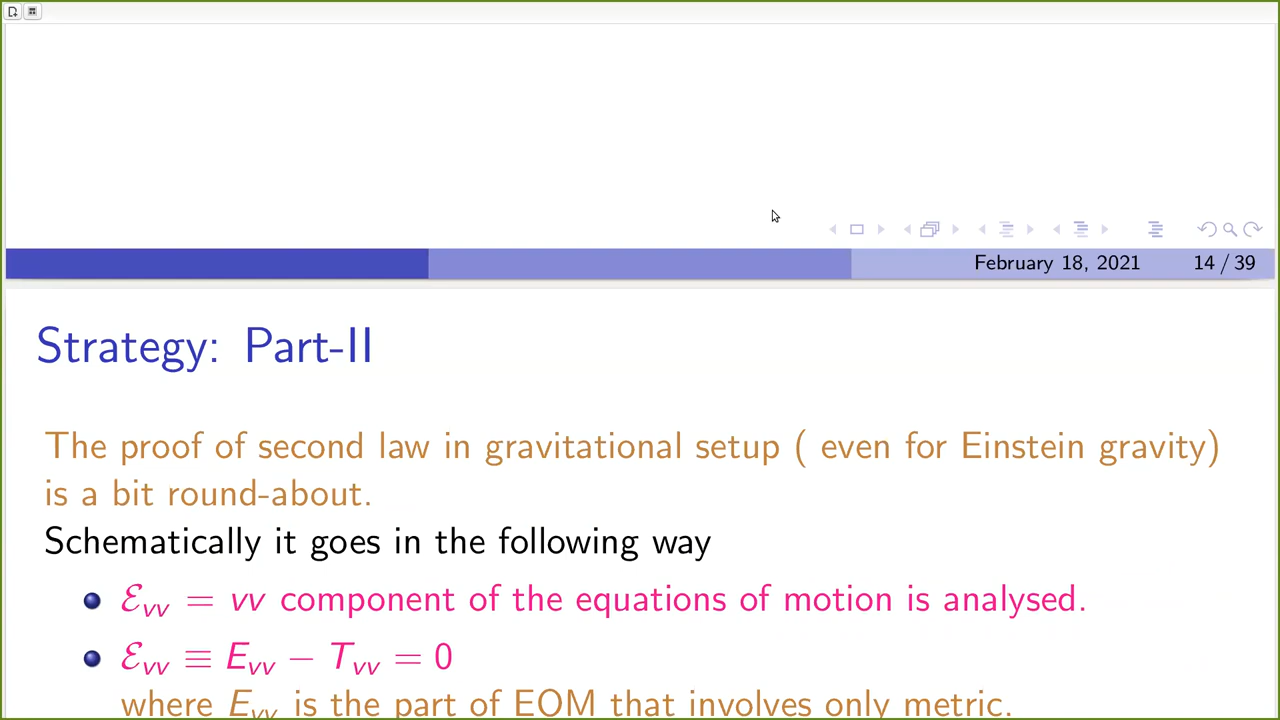 February 18, 2021 14 / 39
Strategy: Part-II
The proof of second law in gravitational setup ( even for Einstein gravity)
is a bit round-about.
Schematically it goes in the following way
ℰ_vv = vv component of the equations of motion is analysed.
ℰ_vv ≡ E_vv − T_vv = 0
where E_vv is the part of EOM that involves only metric.